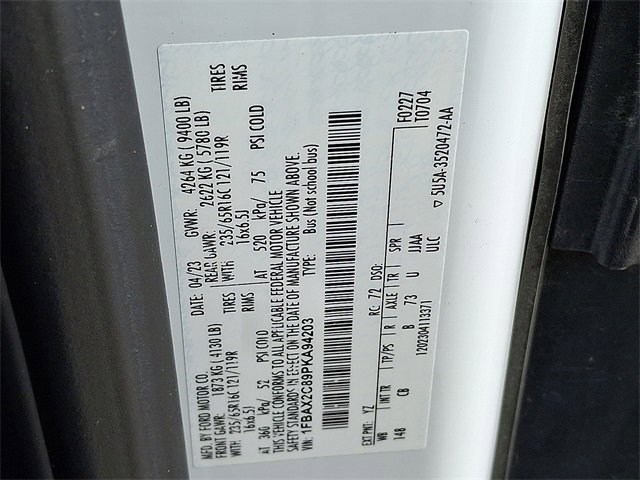 MFD. BY FORD MOTOR CO.
DATE: 04/23 GVWR: 4264 KG ( 9400 LB)
FRONT GAWR: 1873 KG ( 4130 LB) REAR GAWR: 2622 KG ( 5780 LB)
WITH 235/65R16C 121/119R TIRES WITH 235/65R16C 121/119R TIRES
16x6.5J RIMS 16x6.5J RIMS
AT 360 kPa/ 52 PSI COLD AT 520 kPa/ 75 PSI COLD
THIS VEHICLE CONFORMS TO ALL APPLICABLE FEDERAL MOTOR VEHICLE
SAFETY STANDARDS IN EFFECT ON THE DATE OF MANUFACTURE SHOWN ABOVE.
VIN: 1FBAX2C89PKA94203 TYPE: Bus (Not school bus)
F0227
T0704
EXT PNT: YZ RC: 72 DSO:
WB INT TR TP/PS R AXLE TR SPR
148 CB B 73 U JJAA
12023041133?1 ULC
▽ 5U5A-3520472-AA